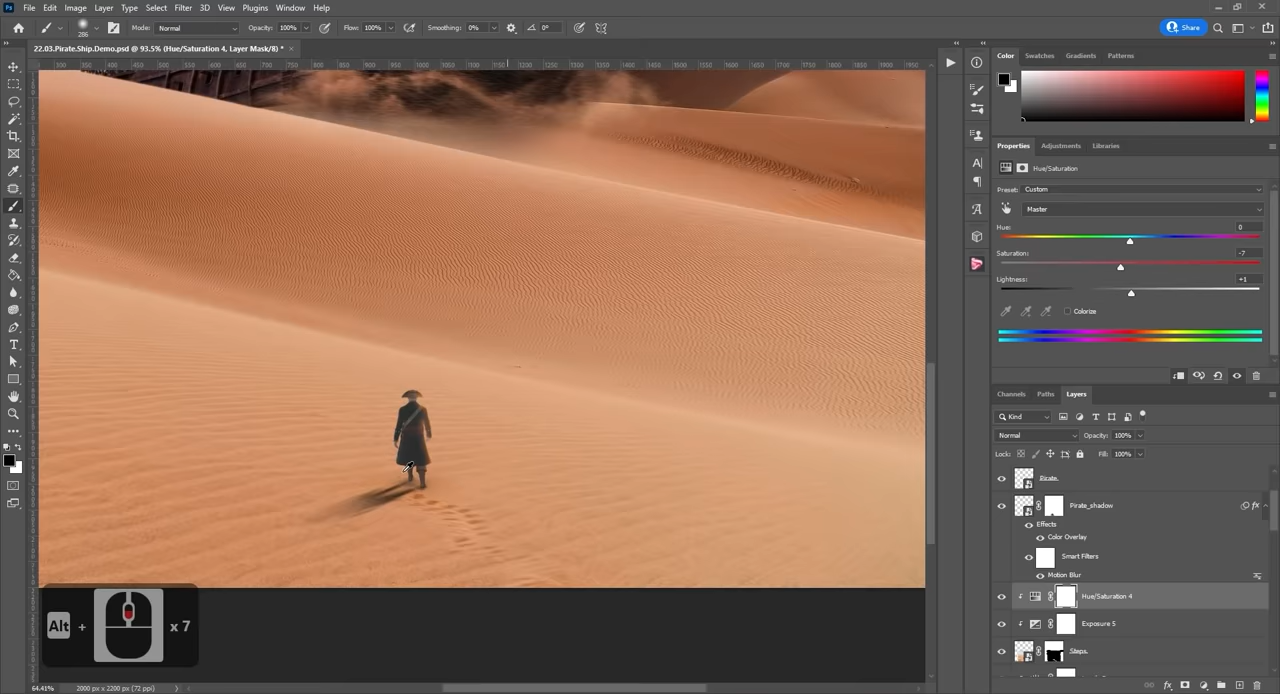 Ps File Edit Image Layer Type Select Filter 3D View Plugins Window Help
286 Mode: Normal Opacity: 100% Flow: 100% Smoothing: 0% 0° Share
22.03.Pirate.Ship.Demo.psd @ 93.5% (Hue/Saturation 4, Layer Mask/8) *
Color Swatches Gradients Patterns
Properties Adjustments Libraries
Hue/Saturation
Preset: Custom
Master
Hue: 0
Saturation: -7
Lightness: +1
Colorize
Channels Paths Layers
Kind
Normal Opacity: 100%
Lock: Fill: 100%
Pirate
Pirate_shadow fx
Effects
Color Overlay
Smart Filters
Motion Blur
Hue/Saturation 4
Exposure 5
Steps
Alt + x 7
64.41% 2000 px x 2200 px (72 ppi)